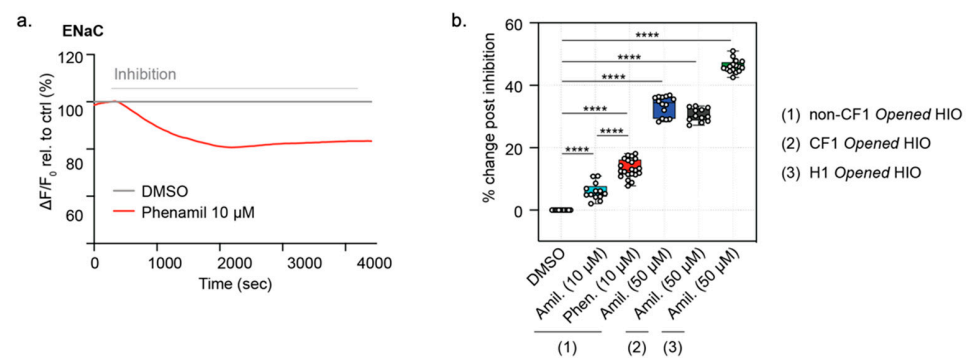 a.
ENaC
ΔF/F0 rel. to ctrl (%)
120
100
80
60
Inhibition
DMSO
Phenamil 10 µM
0
1000
2000
3000
4000
Time (sec)
b.
% change post inhibition
60
40
20
0
****
****
****
****
****
****
DMSO
Amil. (10 µM)
Phen. (10 µM)
Amil. (50 µM)
Amil. (50 µM)
Amil. (50 µM)
(1)
(2)
(3)
(1) non-CF1 Opened HIO
(2) CF1 Opened HIO
(3) H1 Opened HIO